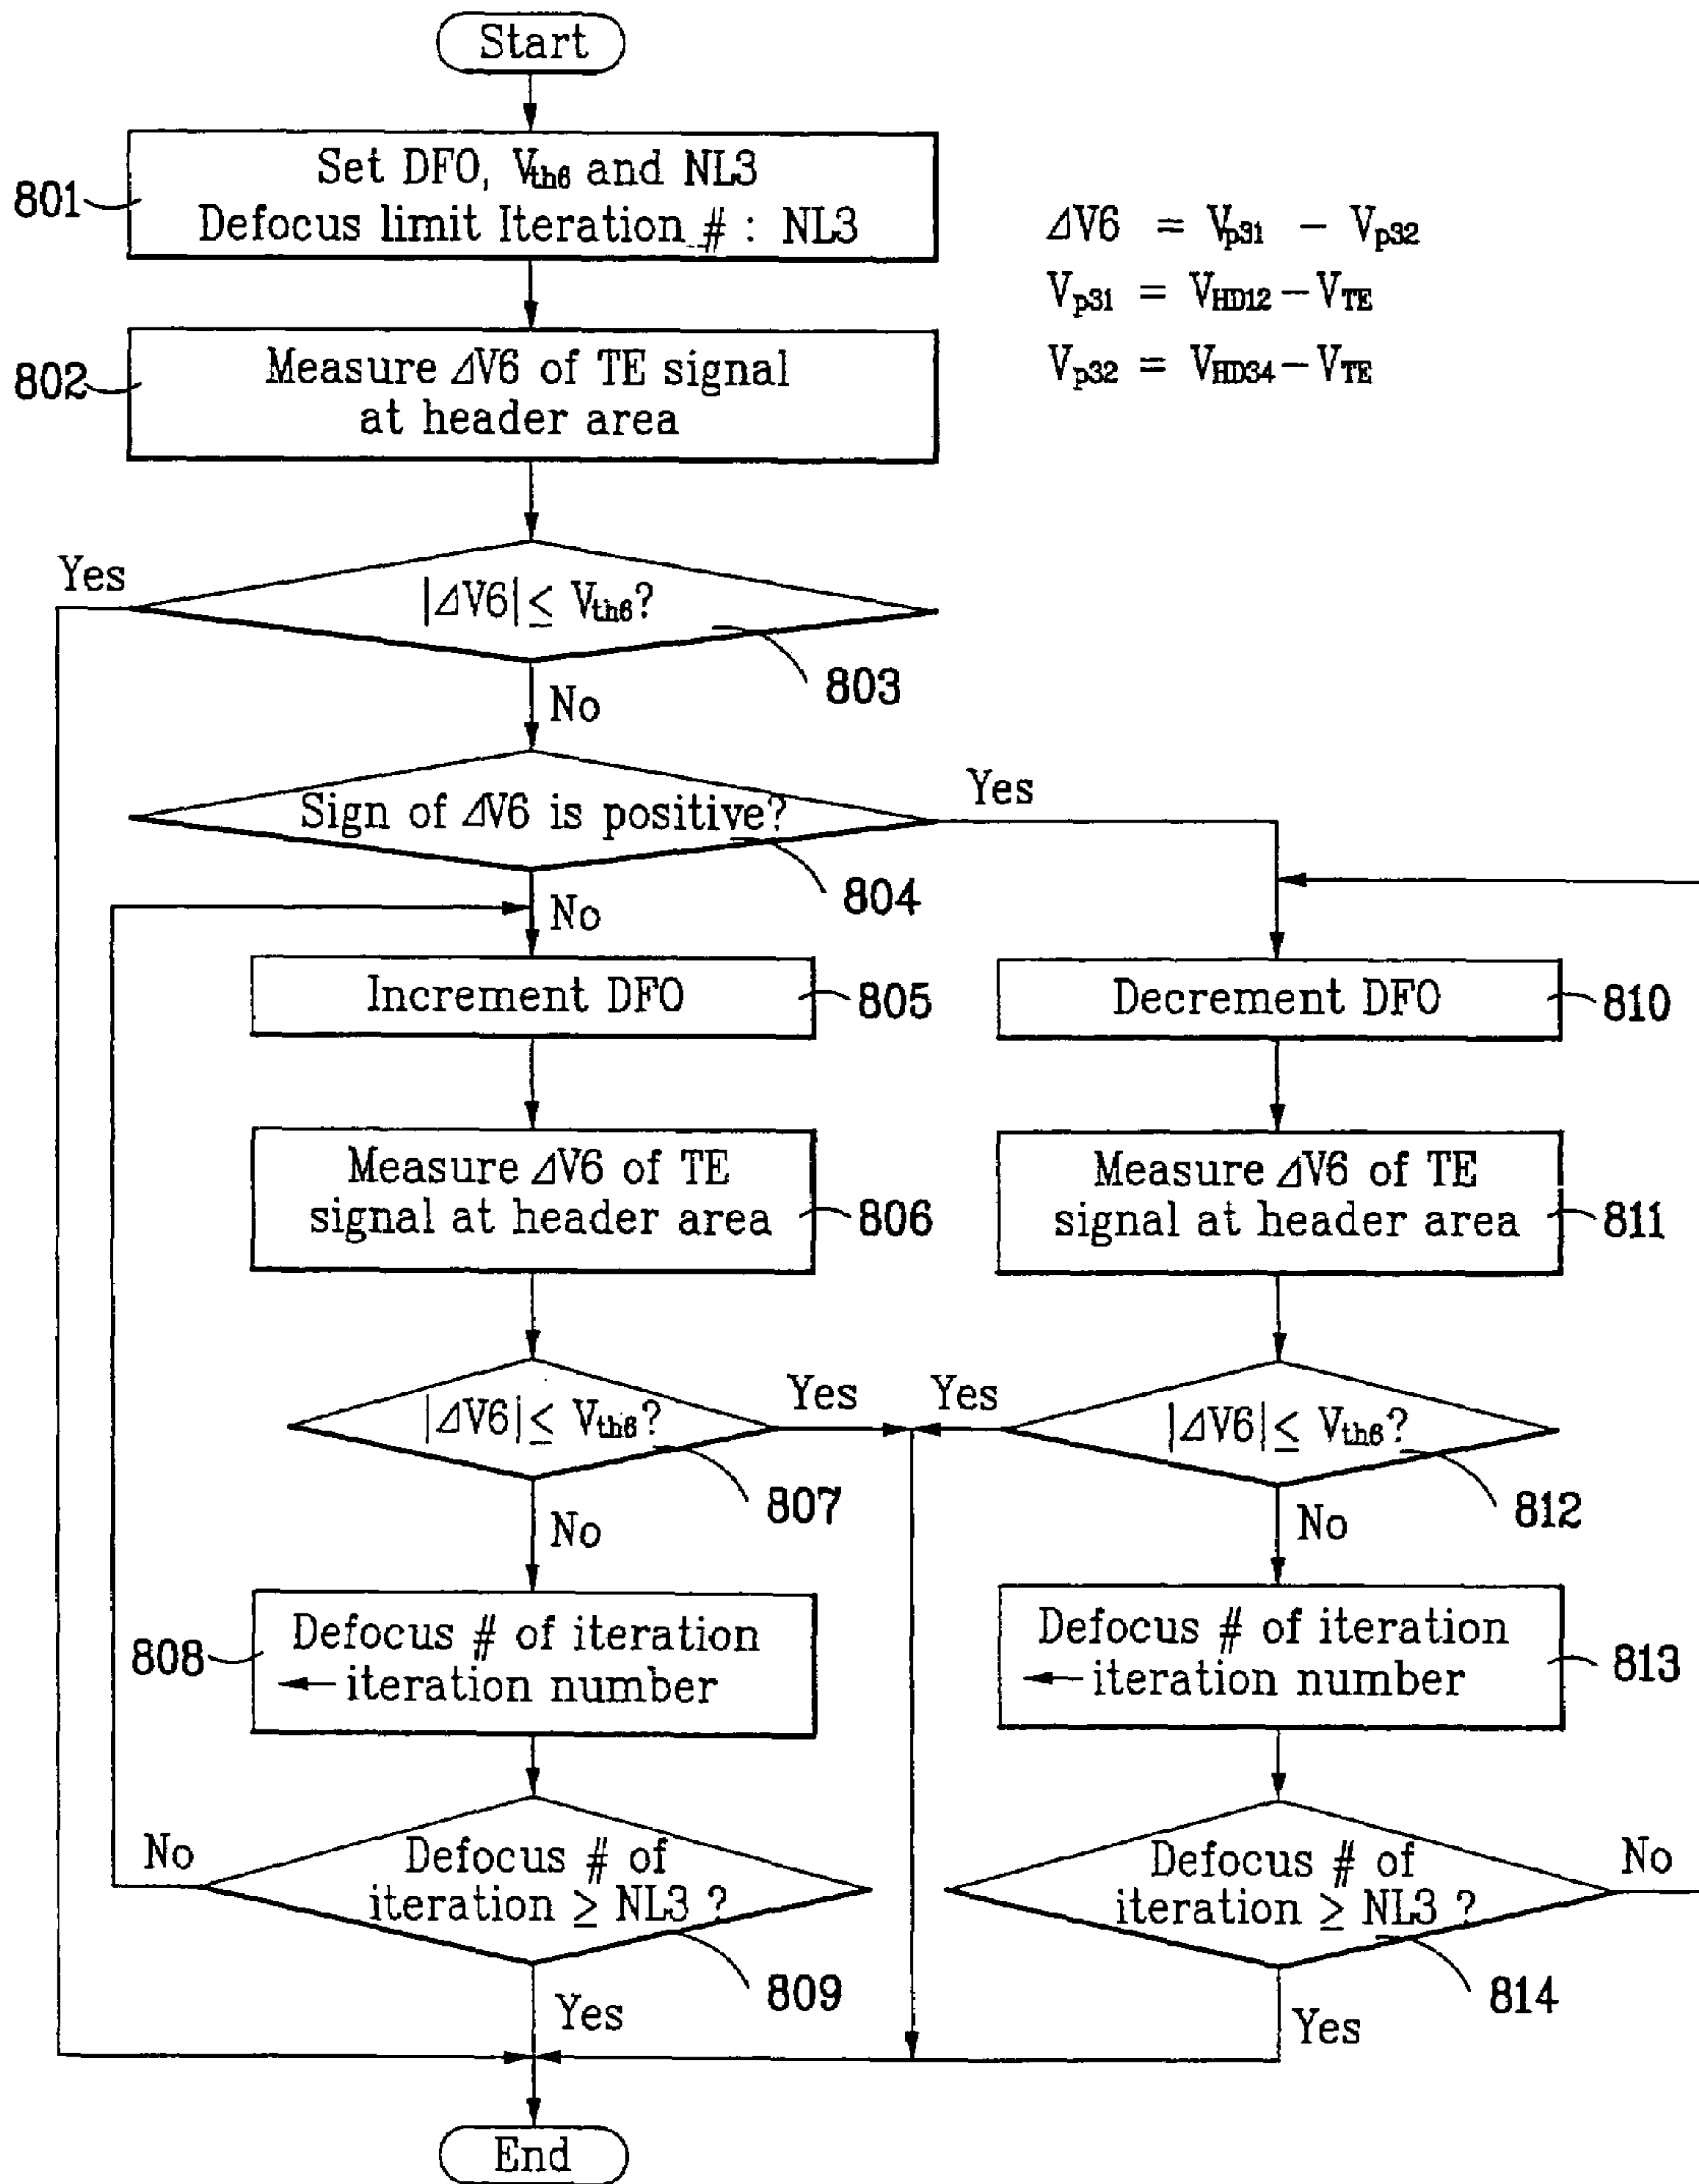 Start
801
Set DFO, Vth6 and NL3
Defocus limit Iteration # : NL3
ΔV6 = Vp31 − Vp32
Vp31 = VHD12 − VTE
Vp32 = VHD34 − VTE
802
Measure ΔV6 of TE signal
at header area
Yes
|ΔV6| ≤ Vth6?
803
No
Sign of ΔV6 is positive?
Yes
804
No
Increment DFO
805
Decrement DFO
810
Measure ΔV6 of TE
signal at header area
806
Measure ΔV6 of TE
signal at header area
811
|ΔV6| ≤ Vth6?
Yes
Yes
|ΔV6| ≤ Vth6?
807
812
No
No
808
Defocus # of iteration
← iteration number
Defocus # of iteration
← iteration number
813
No
Defocus # of
iteration ≥ NL3 ?
Defocus # of
iteration ≥ NL3 ?
No
809
814
Yes
Yes
End